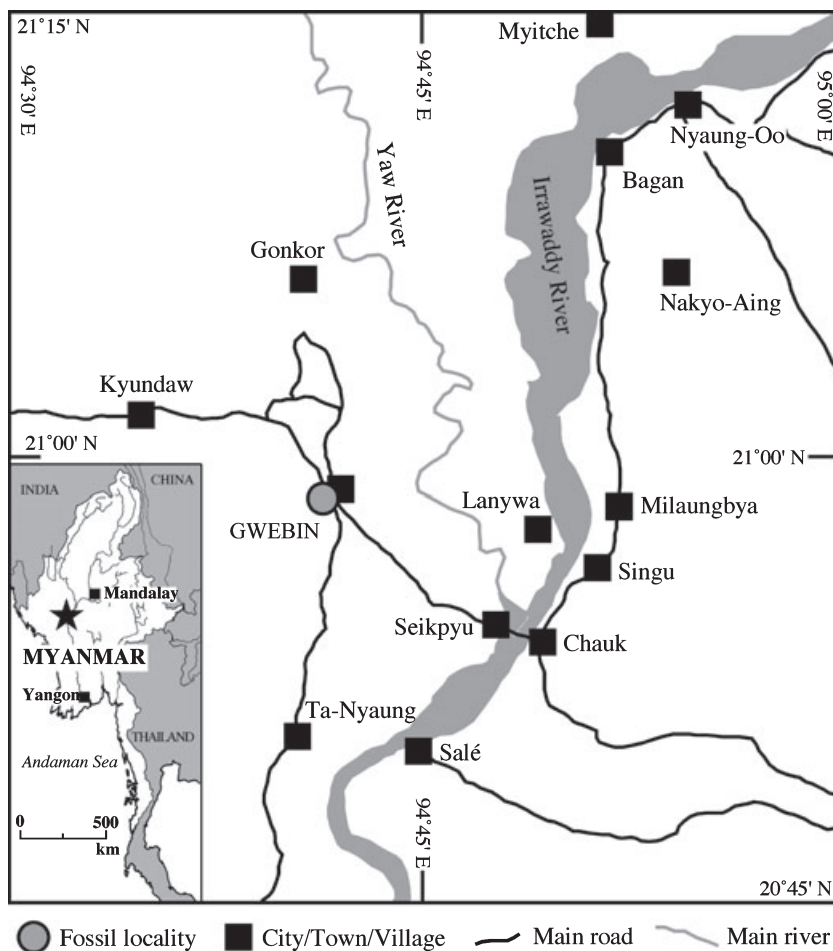 21˚15' N
Myitche
94˚30' E
94˚45' E
95˚00' E
Nyaung-Oo
Yaw River
Bagan
Irrawaddy River
Gonkor
Nakyo-Aing
Kyundaw
21˚00' N
21˚00' N
INDIA
CHINA
Lanywa
Milaungbya
GWEBIN
Singu
Mandalay
Seikpyu
Chauk
MYANMAR
Yangon
Ta-Nyaung
THAILAND
Salé
Andaman Sea
0 500
km
94˚45' E
20˚45' N
Fossil locality City/Town/Village Main road Main river